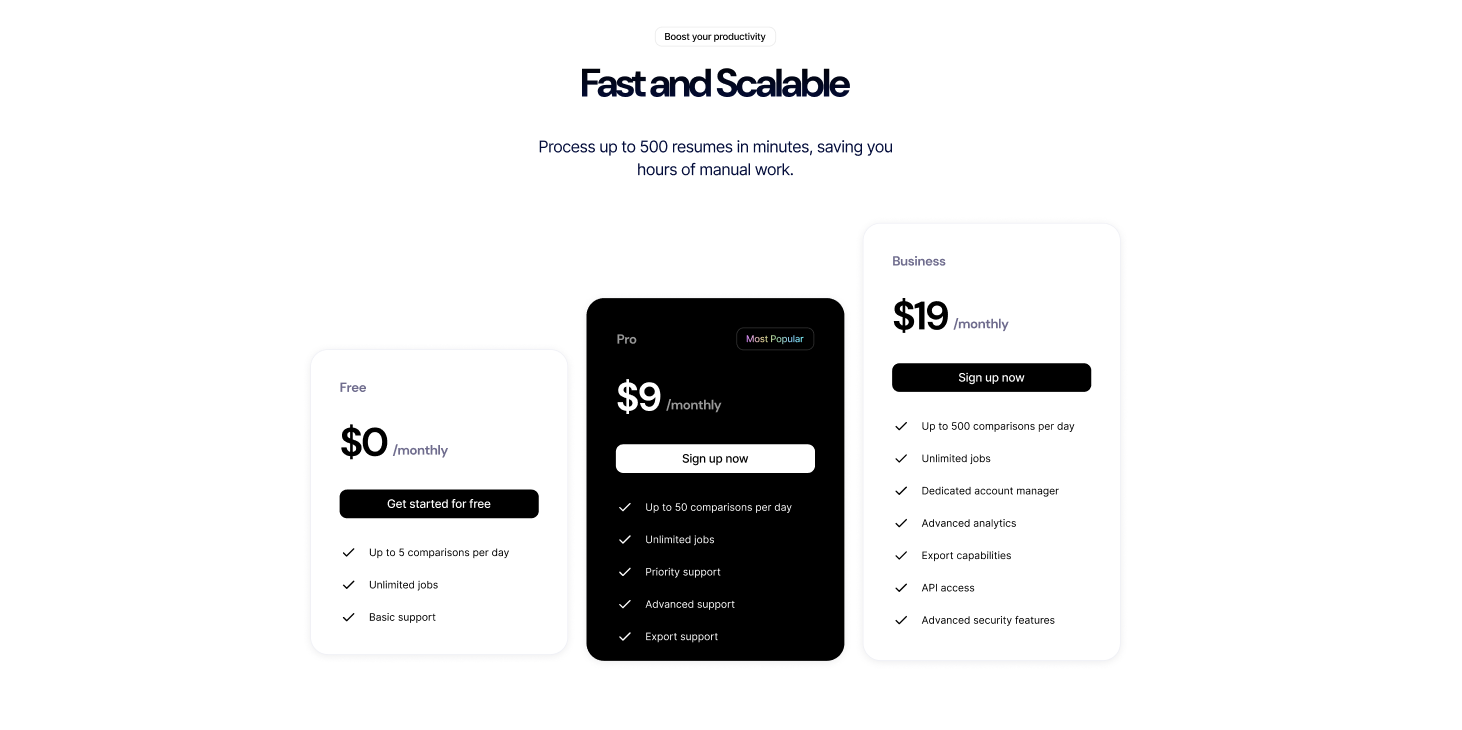 Boost your productivity
Fast and Scalable
Process up to 500 resumes in minutes, saving you
hours of manual work.
Free
$0 /monthly
Get started for free
Up to 5 comparisons per day
Unlimited jobs
Basic support
Pro
Most Popular
$9 /monthly
Sign up now
Up to 50 comparisons per day
Unlimited jobs
Priority support
Advanced support
Export support
Business
$19 /monthly
Sign up now
Up to 500 comparisons per day
Unlimited jobs
Dedicated account manager
Advanced analytics
Export capabilities
API access
Advanced security features